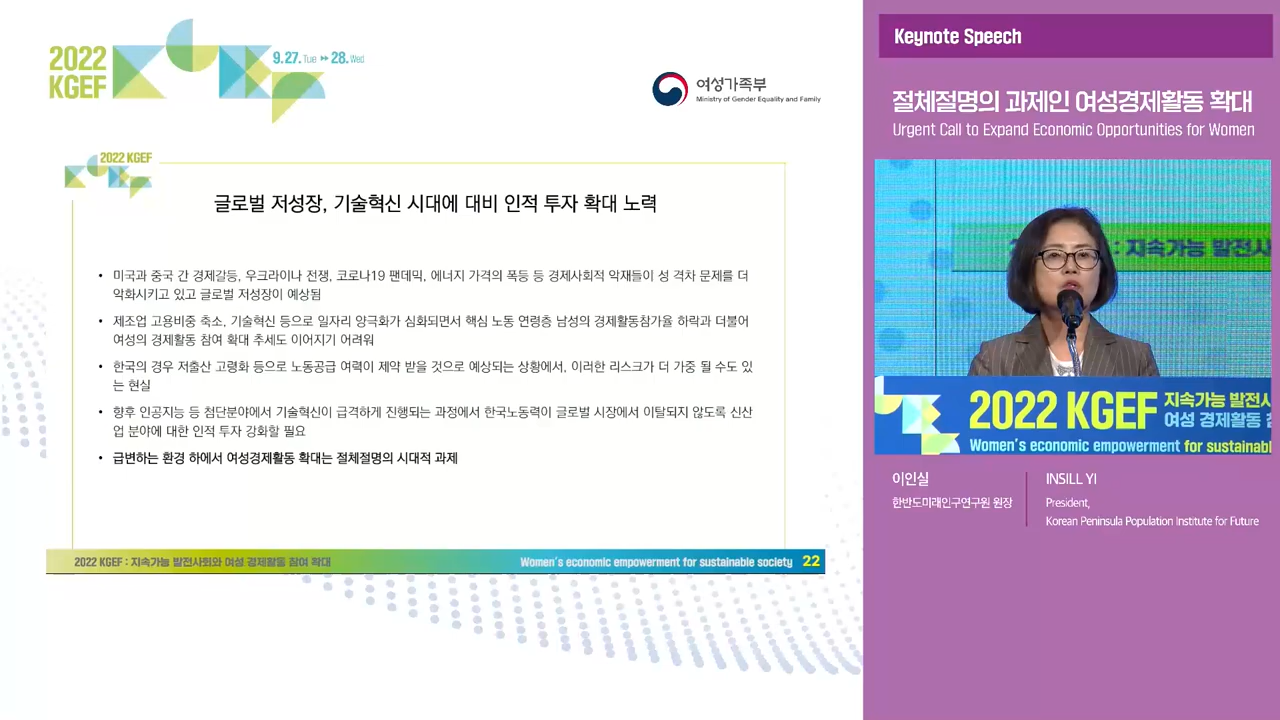 2022
KGEF
9.27.Tue ▸▸ 28.Wed
여성가족부
Ministry of Gender Equality and Family
2022 KGEF
글로벌 저성장, 기술혁신 시대에 대비 인적 투자 확대 노력
• 미국과 중국 간 경제갈등, 우크라이나 전쟁, 코로나19 팬데믹, 에너지 가격의 폭등 등 경제사회적 악재들이 성 격차 문제를 더
악화시키고 있고 글로벌 저성장이 예상됨
• 제조업 고용비중 축소, 기술혁신 등으로 일자리 양극화가 심화되면서 핵심 노동 연령층 남성의 경제활동참가율 하락과 더불어
여성의 경제활동 참여 확대 추세도 이어지기 어려워
• 한국의 경우 저출산 고령화 등으로 노동공급 여력이 제약 받을 것으로 예상되는 상황에서, 이러한 리스크가 더 가중 될 수도 있
는 현실
• 향후 인공지능 등 첨단분야에서 기술혁신이 급격하게 진행되는 과정에서 한국노동력이 글로벌 시장에서 이탈되지 않도록 신산
업 분야에 대한 인적 투자 강화할 필요
• 급변하는 환경 하에서 여성경제활동 확대는 절체절명의 시대적 과제
2022 KGEF : 지속가능 발전사회와 여성 경제활동 참여 확대
Women's economic empowerment for sustainable society 22
Keynote Speech
절체절명의 과제인 여성경제활동 확대
Urgent Call to Expand Economic Opportunities for Women
: 지속가능 발전사
2022 KGEF
지속가능 발전사
여성 경제활동
Women's economic empowerment for sustainabl
이인실
한반도미래인구연구원 원장
INSILL YI
President,
Korean Peninsula Population Institute for Future